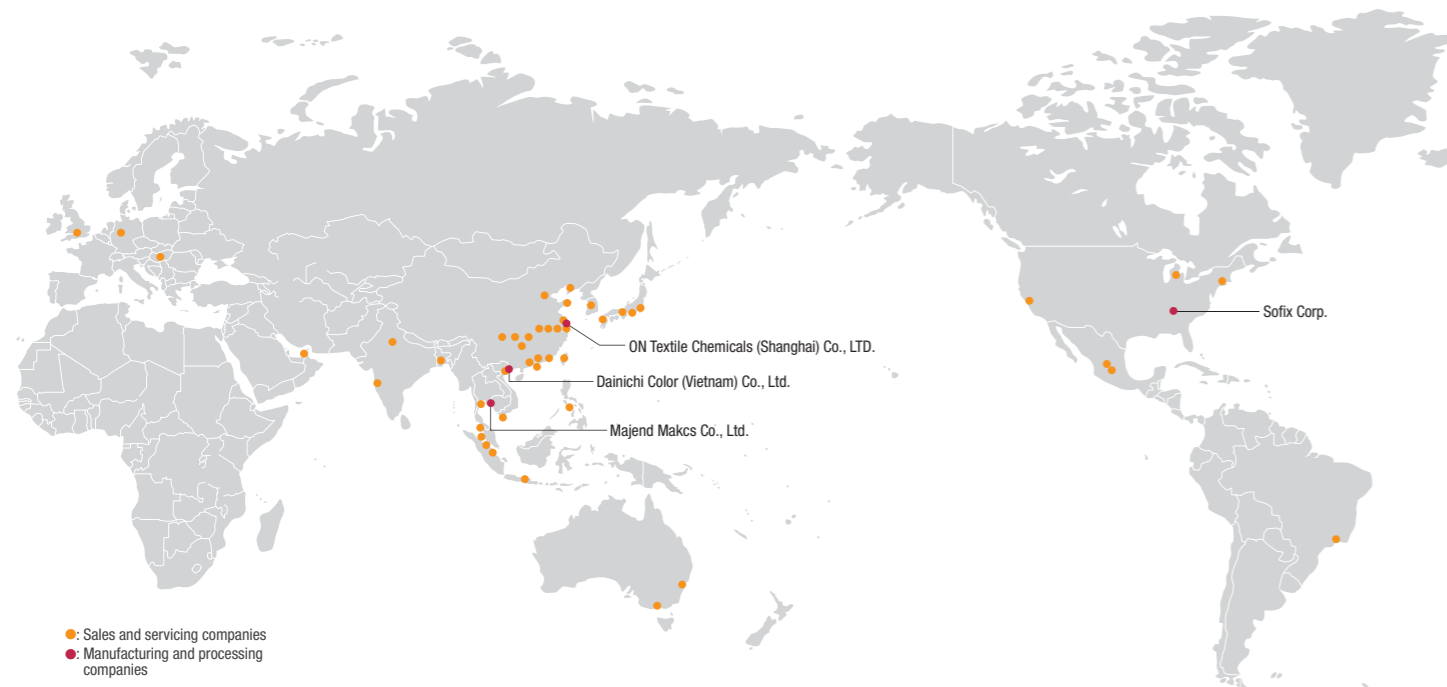 ON Textile Chemicals (Shanghai) Co., LTD.
Dainichi Color (Vietnam) Co., Ltd.
Majend Makcs Co., Ltd.
Sofix Corp.
: Sales and servicing companies
: Manufacturing and processing
companies